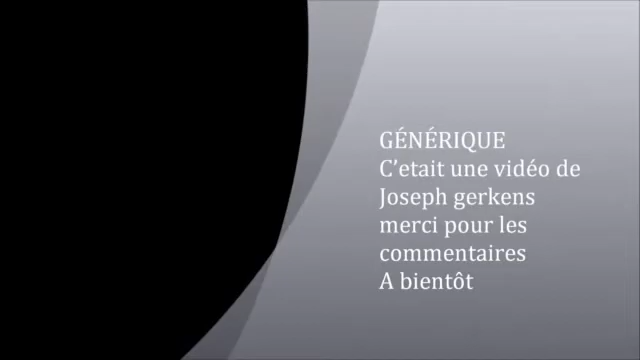 GÉNÉRIQUE
C’etait une vidéo de
Joseph gerkens
merci pour les
commentaires
A bientôt